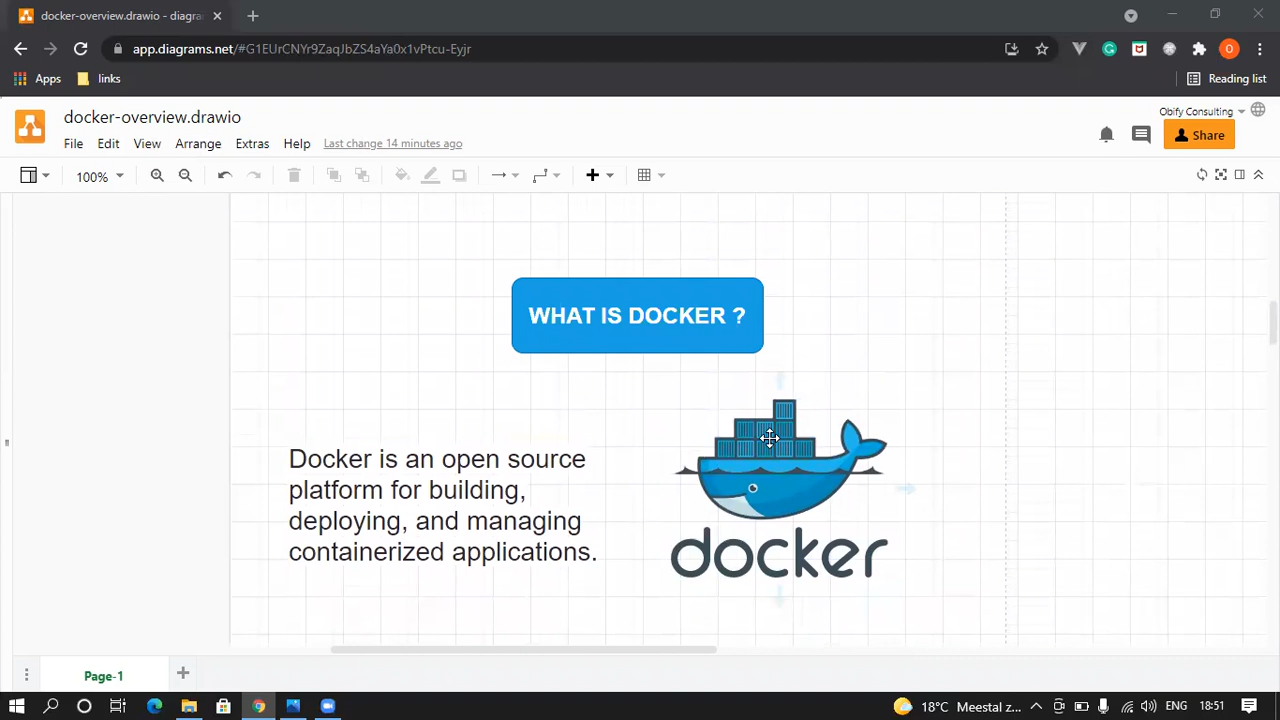 docker-overview.drawio - diagra
app.diagrams.net/#G1EUrCNYr9ZaqJbZS4aYa0x1vPtcu-Eyjr
O
Apps
links
Reading list
docker-overview.drawio
Obify Consulting
File Edit View Arrange Extras Help Last change 14 minutes ago
Share
100%
WHAT IS DOCKER ?
Docker is an open source
platform for building,
deploying, and managing
containerized applications.
docker
Page-1
18°C Meestal z... ENG 18:51